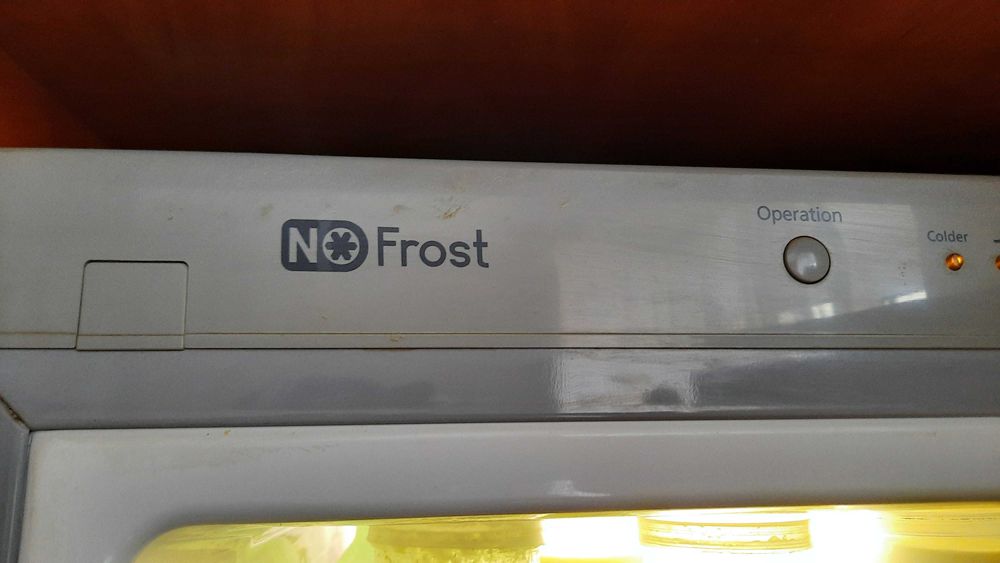 NO Frost
Operation
Colder